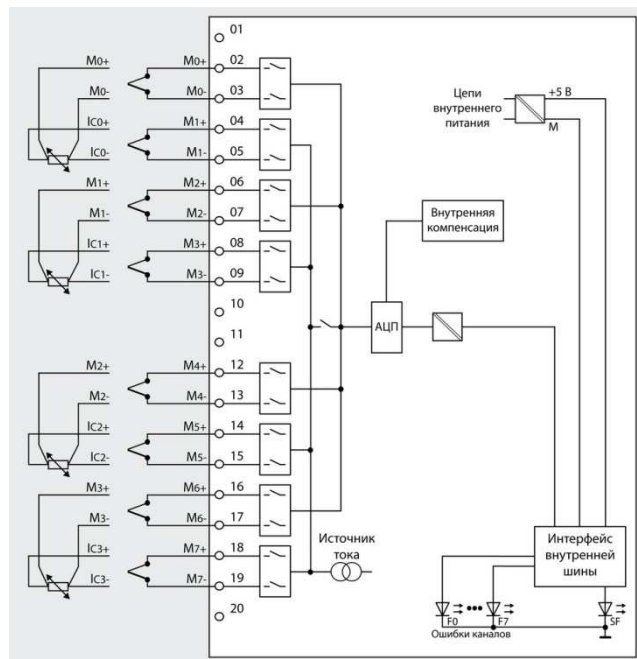 01
M0+ M0+ 02
M0- M0- 03
IC0+ M1+ 04
IC0- M1- 05
M1+ M2+ 06
M1- M2- 07
IC1+ M3+ 08
IC1- M3- 09
10
11
M2+ M4+ 12
M2- M4- 13
IC2+ M5+ 14
IC2- M5- 15
M3+ M6+ 16
M3- M6- 17
IC3+ M7+ 18
IC3- M7- 19
20
Цепи
внутреннего
питания
+5 В
М
Внутренняя
компенсация
АЦП
Источник
тока
Интерфейс
внутренней
шины
F0 F7 SF
Ошибки каналов